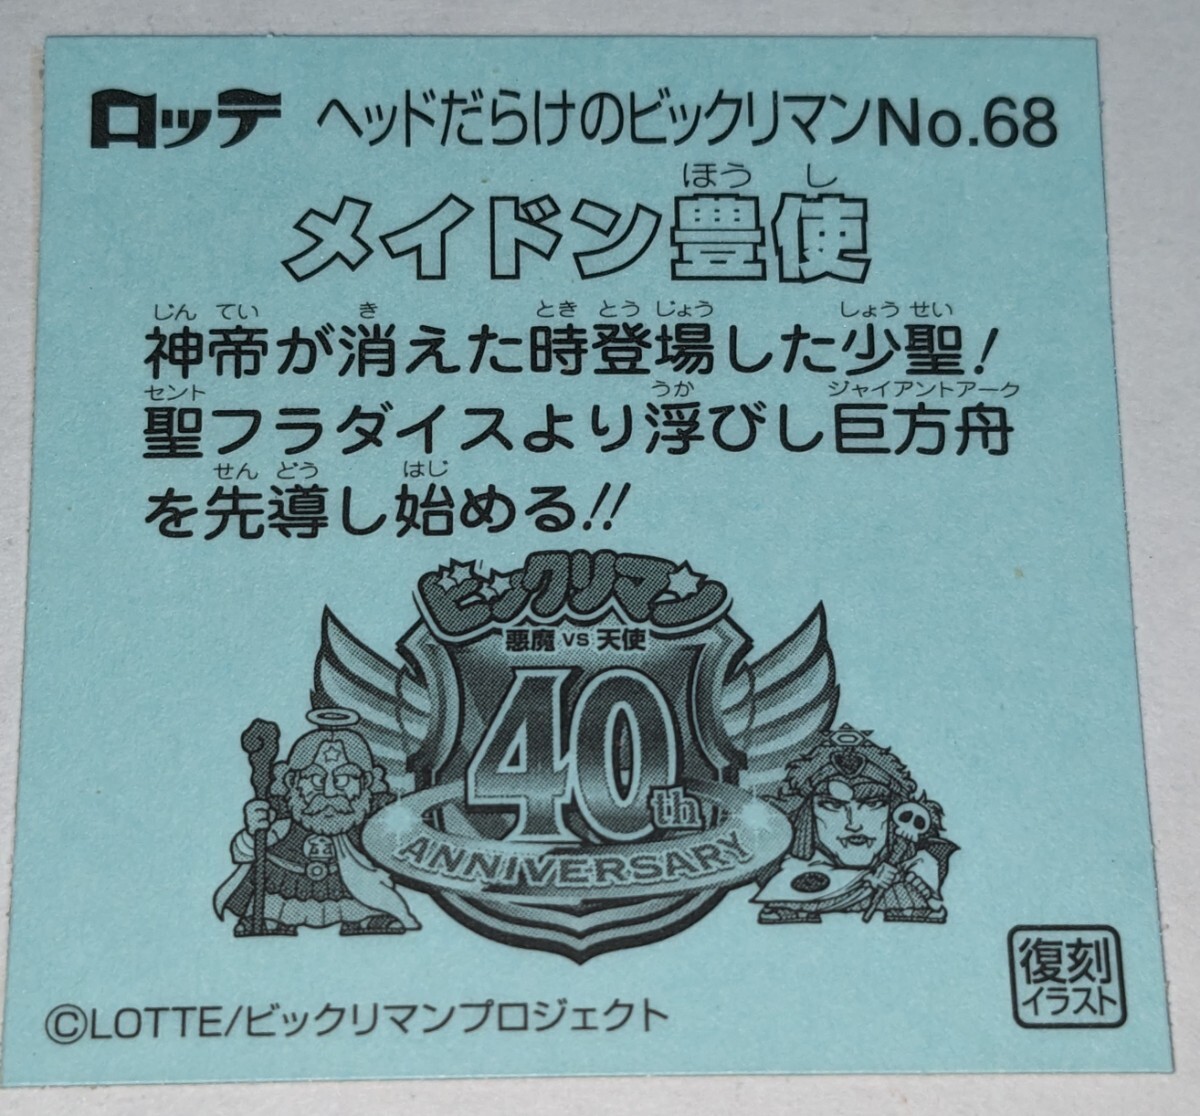 ロッテ ヘッドだらけのビックリマンNo.68
ほう し
メイドン豊使
じん てい き とき とう じょう しょう せい
神帝が消えた時登場した少聖!
セント うか ジャイアントアーク
聖フラダイスより浮びし巨方舟
せん どう はじ
を先導し始める!!
ビックリマン
悪魔 VS 天使
40th
ANNIVERSARY
復刻
イラスト
©LOTTE/ビックリマンプロジェクト